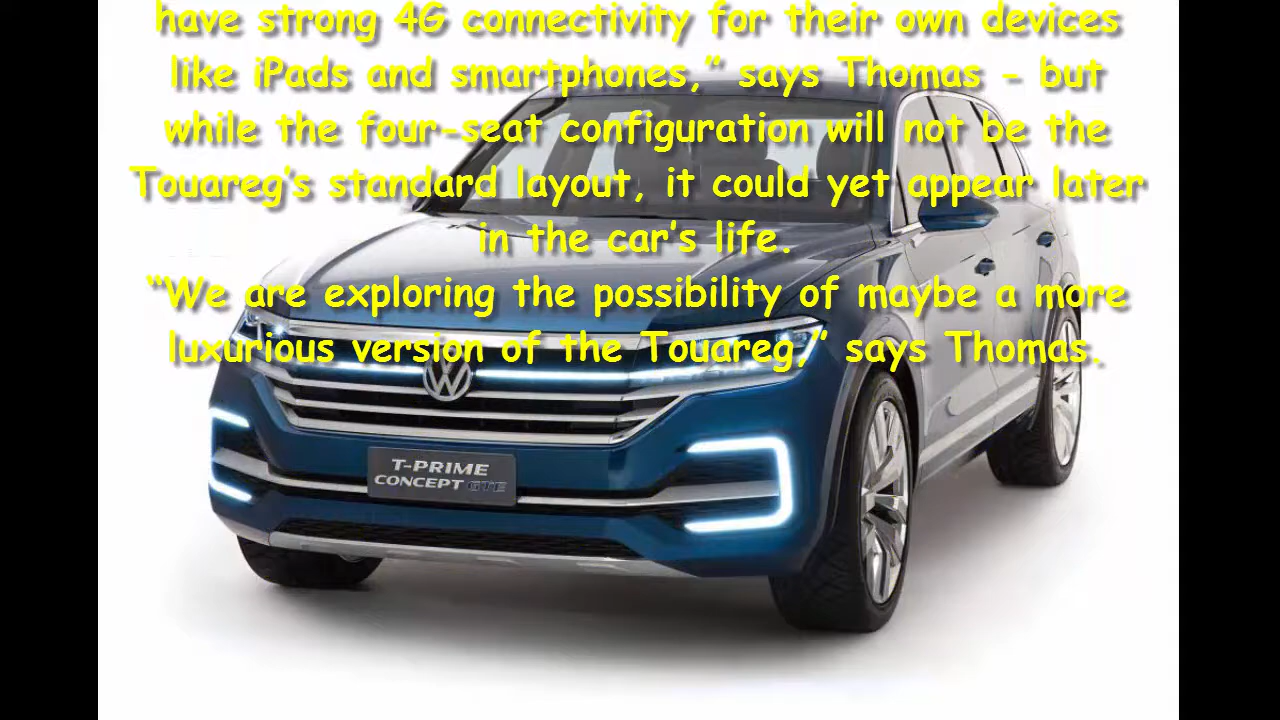 have strong 4G connectivity for their own devices
like iPads and smartphones,” says Thomas - but
while the four-seat configuration will not be the
Touareg’s standard layout, it could yet appear later
in the car’s life.
“We are exploring the possibility of maybe a more
luxurious version of the Touareg,” says Thomas.
T-PRIME
CONCEPT GTE